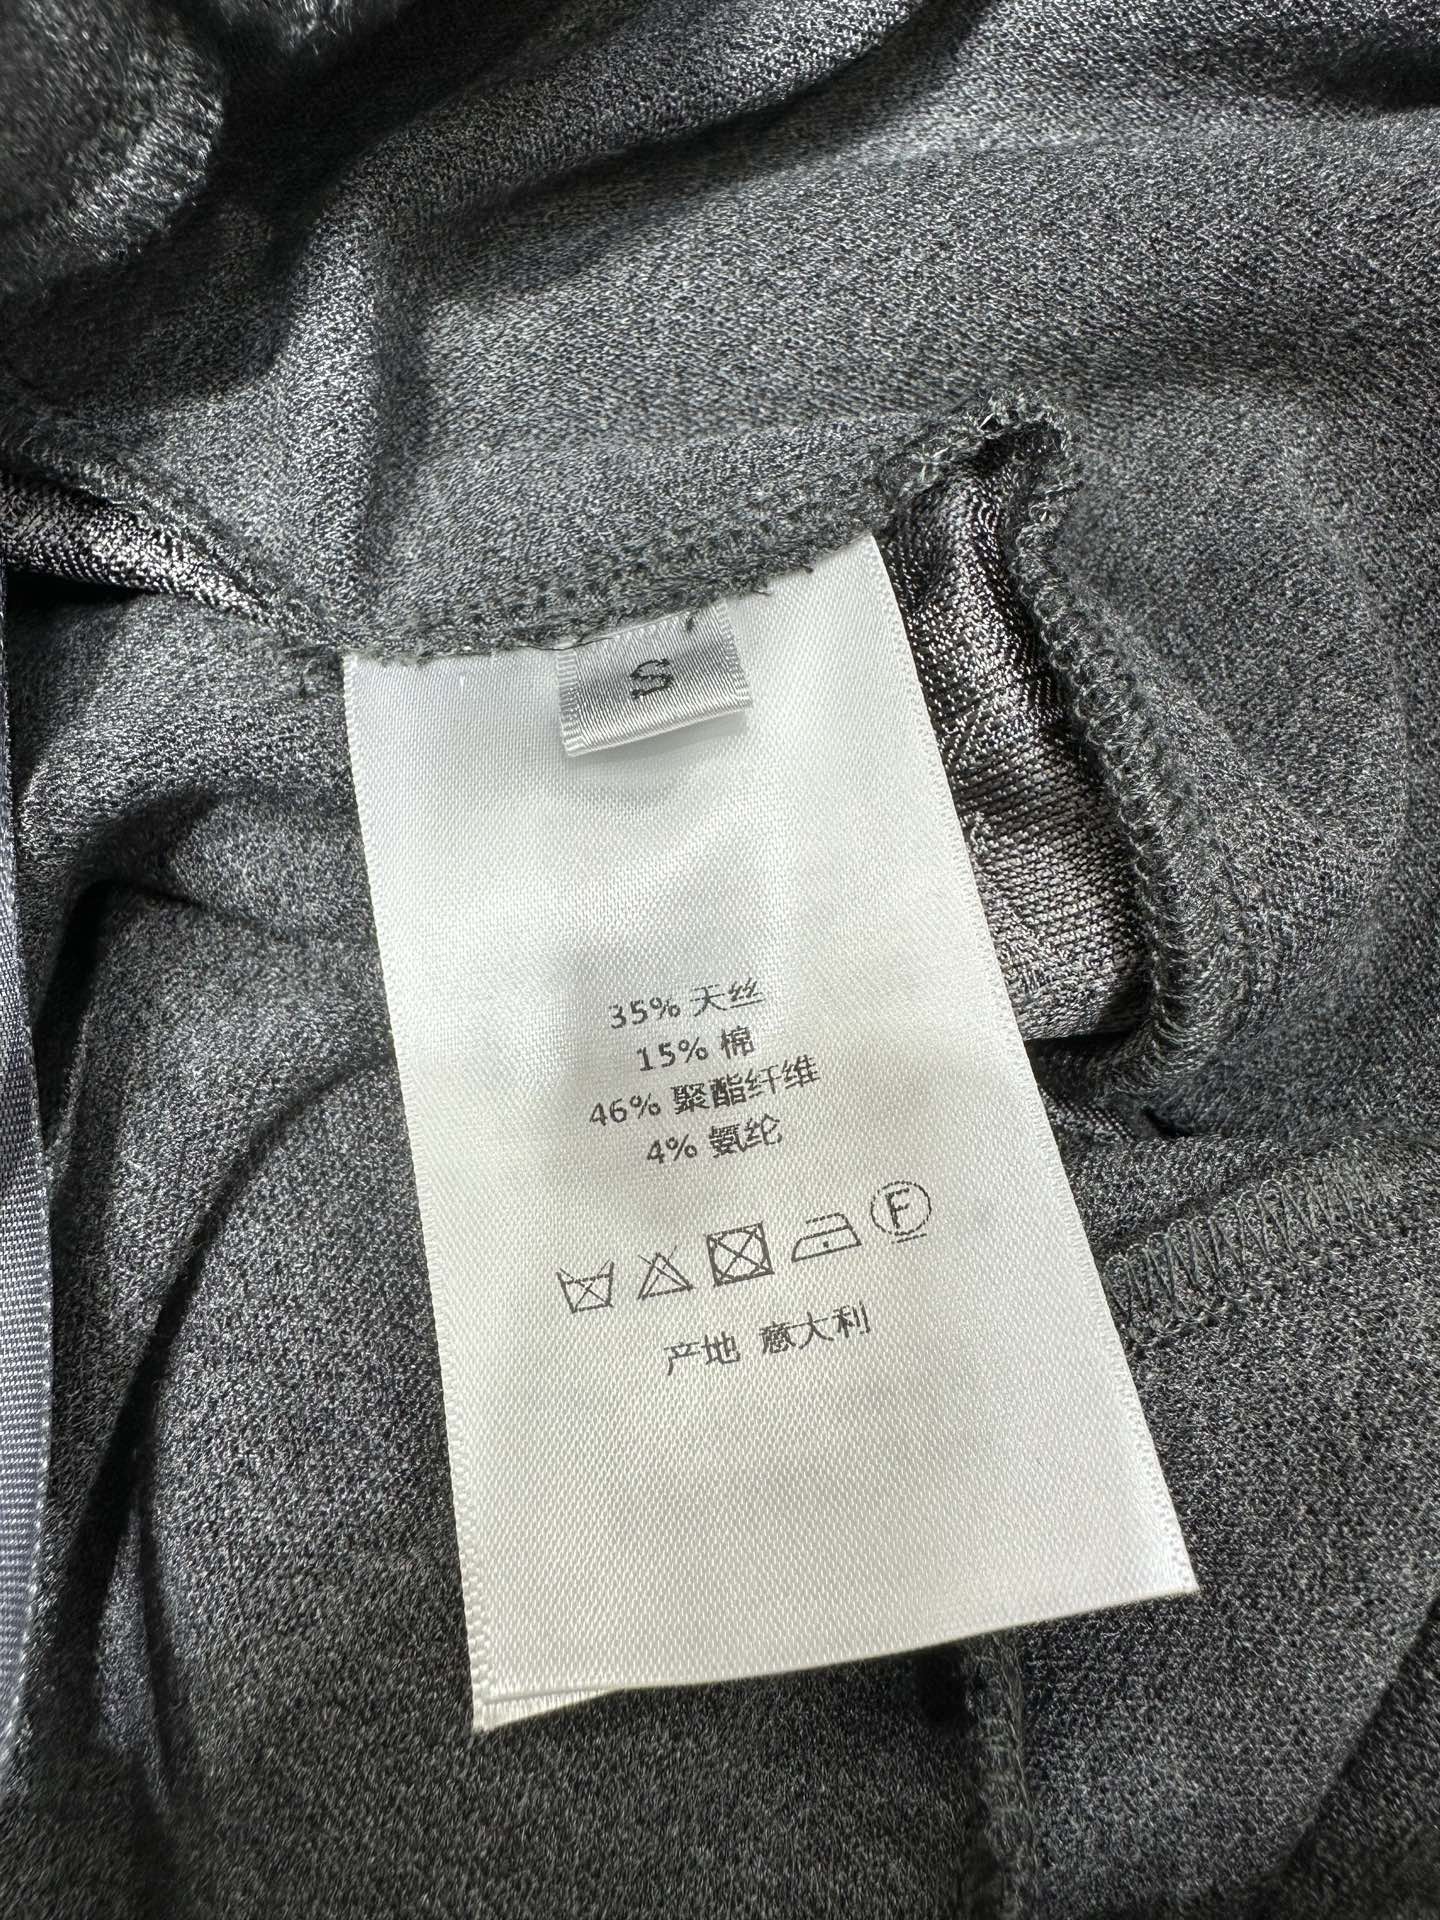 S
35% 天丝
15% 棉
46% 聚酯纤维
4% 氨纶
F
产地 意大利